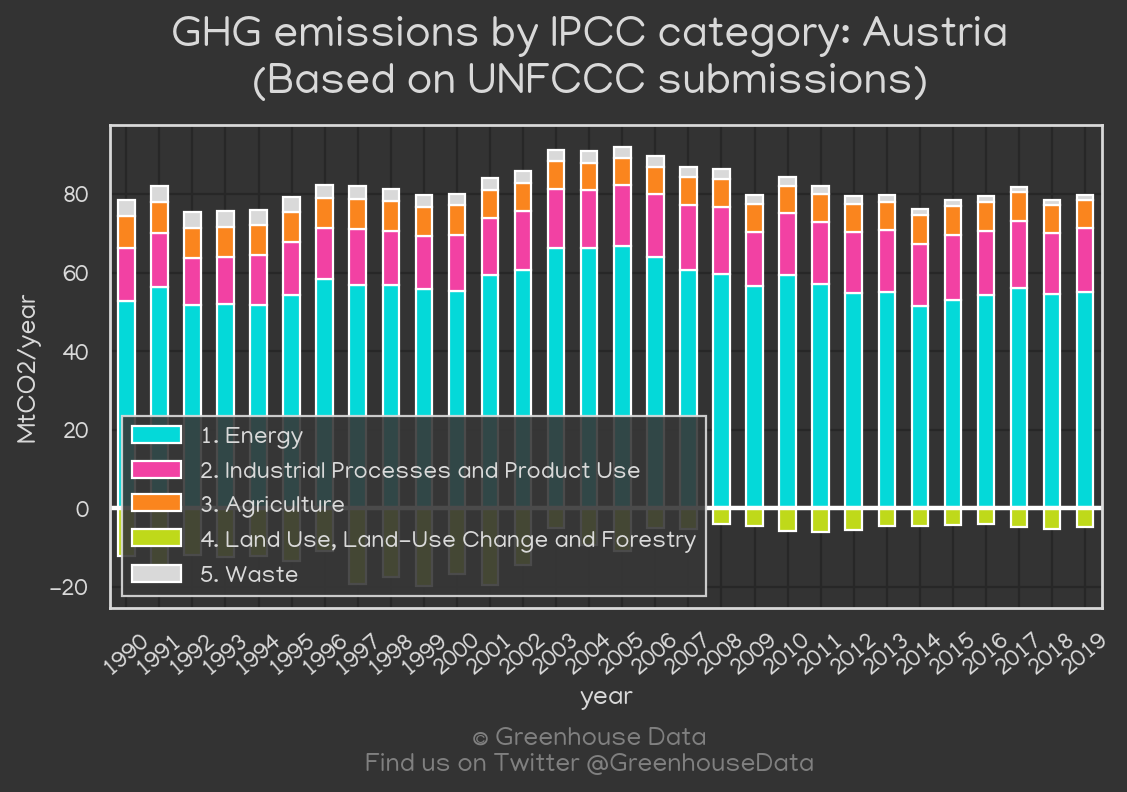 GHG emissions by IPCC category: Austria
(Based on UNFCCC submissions)
MtCO2/year
80
60
40
20
0
−20
1. Energy
2. Industrial Processes and Product Use
3. Agriculture
4. Land Use, Land-Use Change and Forestry
5. Waste
1990 1991 1992 1993 1994 1995 1996 1997 1998 1999 2000 2001 2002 2003 2004 2005 2006 2007 2008 2009 2010 2011 2012 2013 2014 2015 2016 2017 2018 2019
year
© Greenhouse Data
Find us on Twitter @GreenhouseData